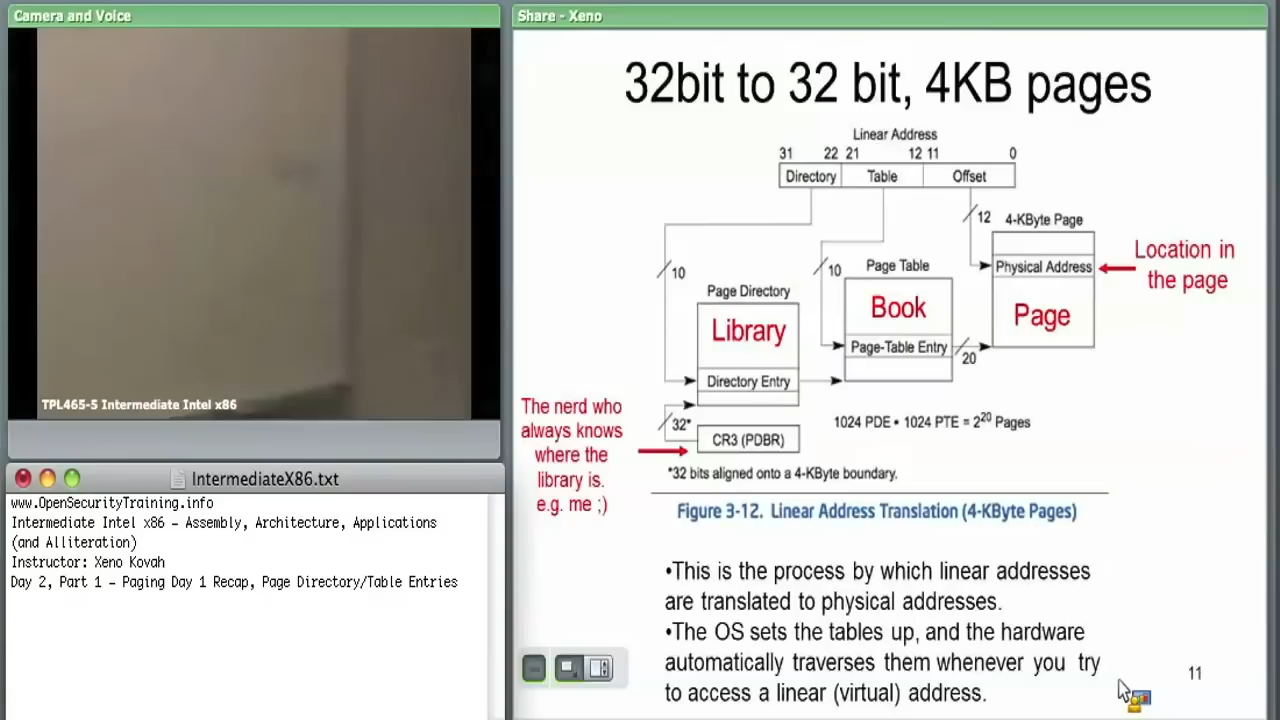 Camera and Voice
TPL465-5 Intermediate Intel x86
IntermediateX86.txt
www.OpenSecurityTraining.info
Intermediate Intel x86 – Assembly, Architecture, Applications
(and Alliteration)
Instructor: Xeno Kovah
Day 2, Part 1 – Paging Day 1 Recap, Page Directory/Table Entries
Share - Xeno
32bit to 32 bit, 4KB pages
Linear Address
31 22 21 12 11 0
Directory Table Offset
12 4-KByte Page
10 Page Table 10
Page Directory
Physical Address
Location in
the page
Library
Book
Page
Page-Table Entry
20
Directory Entry
The nerd who
always knows
where the
library is.
e.g. me ;)
32*
CR3 (PDBR)
1024 PDE • 1024 PTE = 2^20 Pages
*32 bits aligned onto a 4-KByte boundary.
Figure 3-12. Linear Address Translation (4-KByte Pages)
•This is the process by which linear addresses
are translated to physical addresses.
•The OS sets the tables up, and the hardware
automatically traverses them whenever you try
to access a linear (virtual) address.
11